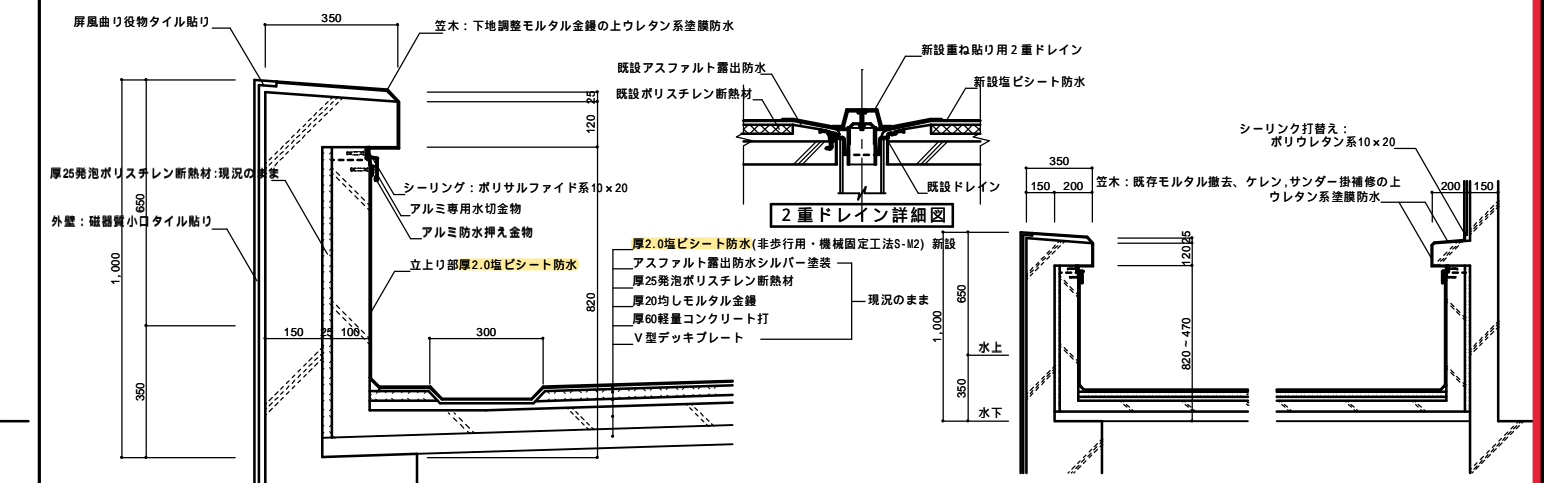 350
屏風曲り役物タイル貼り
笠木：下地調整モルタル金鏝の上ウレタン系塗膜防水
25
120
厚25発泡ポリスチレン断熱材:現況のまま
650
シーリング：ポリサルファイド系10×20
アルミ専用水切金物
外壁：磁器質小口タイル貼り
アルミ防水押え金物
1,000
立上り部厚2.0塩ビシート防水
820
150
25
100
300
350
新設重ね貼り用２重ドレイン
既設アスファルト露出防水
新設塩ビシート防水
既設ポリスチレン断熱材
既設ドレイン
２重ドレイン詳細図
厚2.0塩ビシート防水(非歩行用・機械固定工法S-M2) 新設
アスファルト露出防水シルバー塗装
厚25発泡ポリスチレン断熱材
厚20均しモルタル金鏝
現況のまま
厚60軽量コンクリート打
Ｖ型デッキプレート
シーリンク打替え：
ポリウレタン系10×20
350
150
200
笠木：既存モルタル撤去、ケレン,サンダー掛補修の上
ウレタン系塗膜防水
200
150
25
120
650
1,000
820～470
水上
350
水下